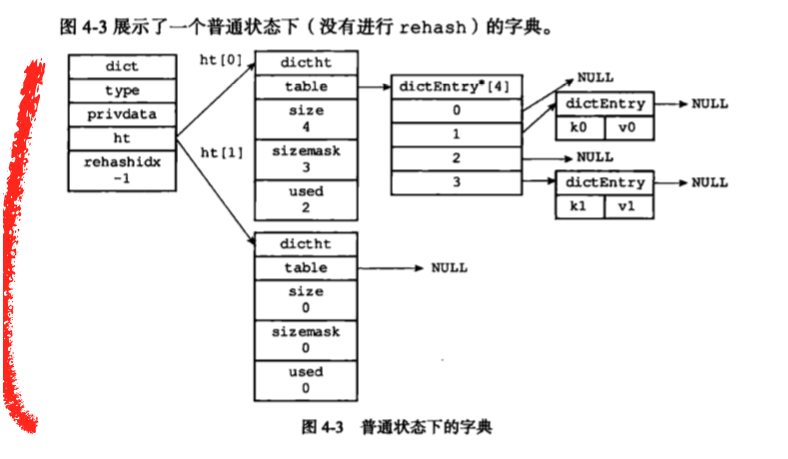 图 4-3 展示了一个普通状态下（没有进行 rehash）的字典。
dict
type
privdata
ht
rehashidx
-1
ht[0]
ht[1]
dictht
table
size
4
sizemask
3
used
2
dictEntry*[4]
0
1
2
3
NULL
dictEntry
k0 v0
NULL
NULL
dictEntry
k1 v1
NULL
dictht
table
size
0
sizemask
0
used
0
NULL
图 4-3 普通状态下的字典